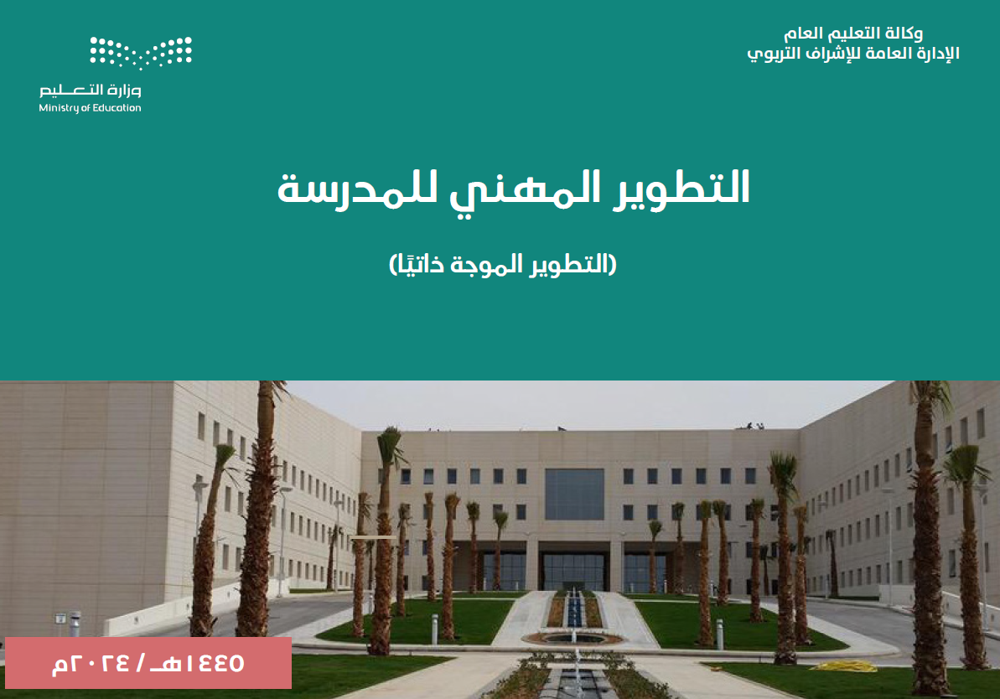 وكالة التعليم العام
الإدارة العامة للإشراف التربوي
وزارة التعـــليم
Ministry of Education
التطوير المهني للمدرسة
(التطوير الموجة ذاتيًا)
١٤٤٥هـ / ٢٠٢٤م